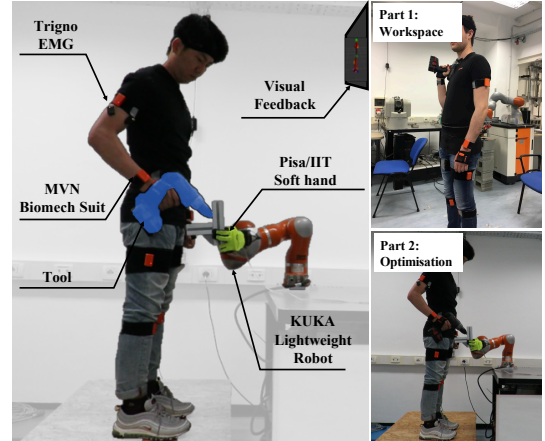 Trigno
EMG
Visual
Feedback
MVN
Biomech Suit
Pisa/IIT
Soft hand
Tool
KUKA
Lightweight
Robot
Part 1:
Workspace
Part 2:
Optimisation